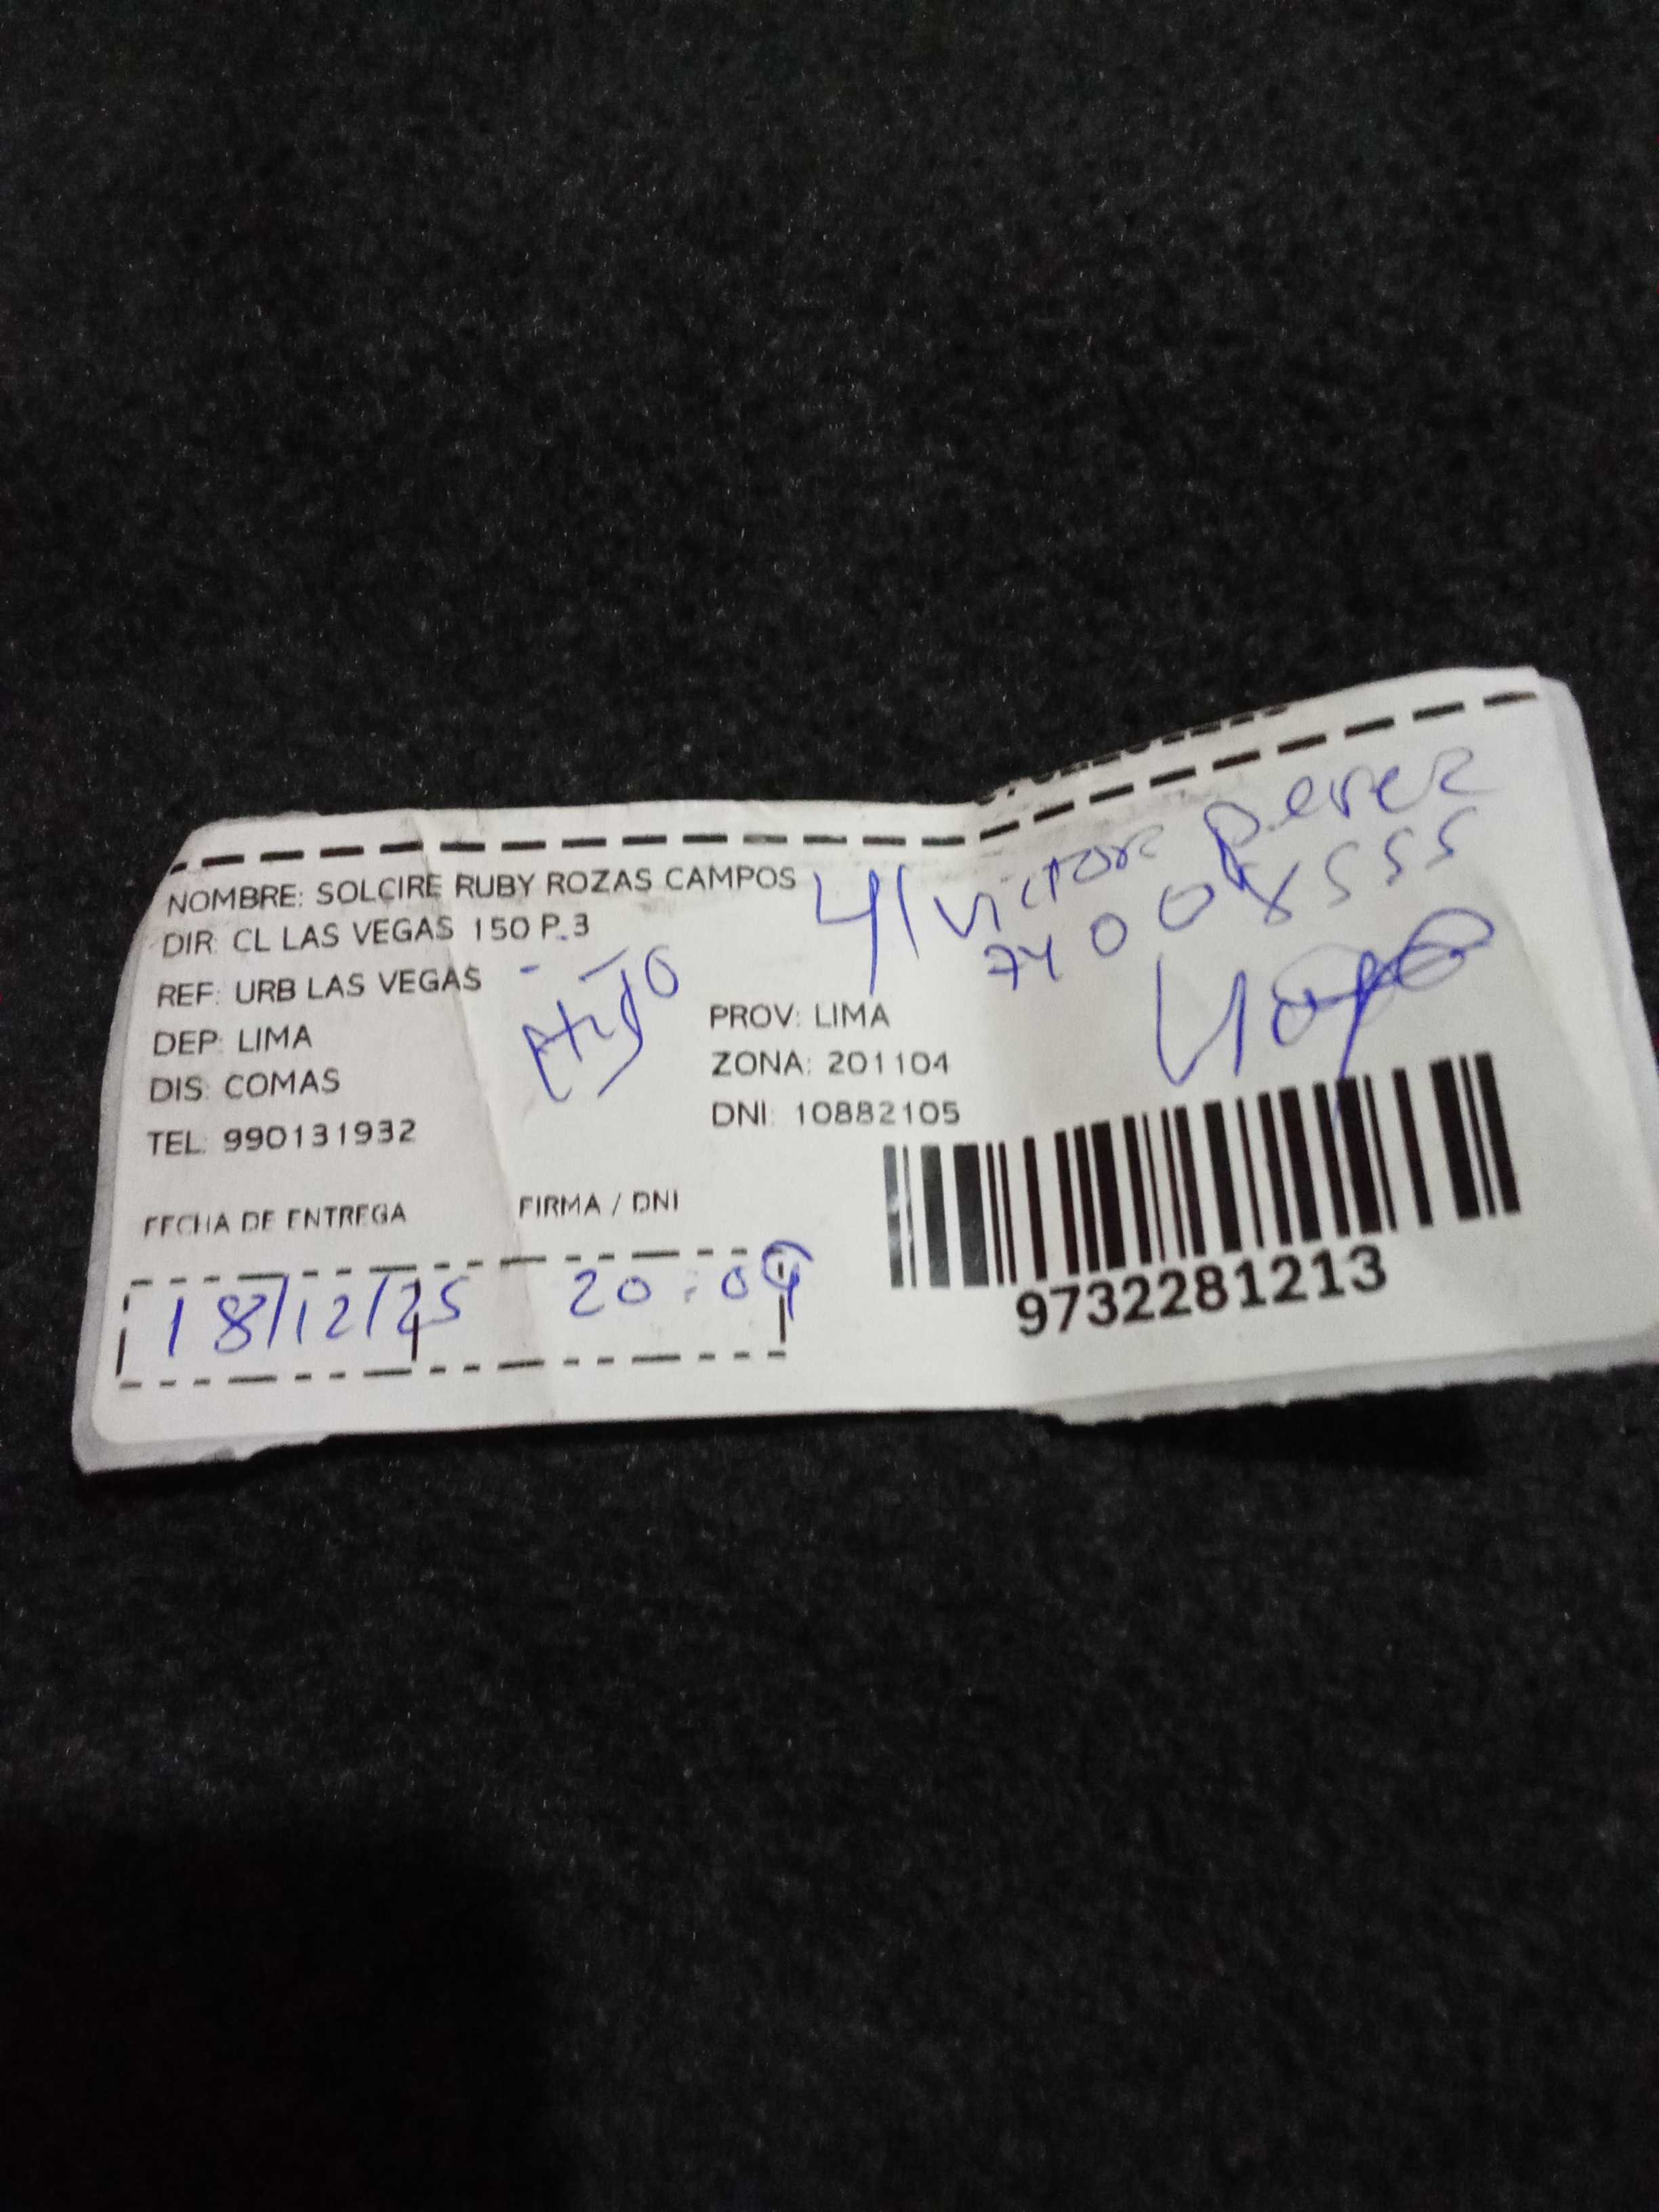 NOMBRE: SOLCIRE RUBY ROZAS CAMPOS
DIR: CL LAS VEGAS 150 P.3
REF: URB LAS VEGAS
DEP: LIMA
DIS: COMAS
TEL: 990131932
PROV: LIMA
ZONA: 201104
DNI: 10882105
4/ Victor perez
FECHA DE ENTREGA
FIRMA / DNI
18/12/25 20:09
9732281213